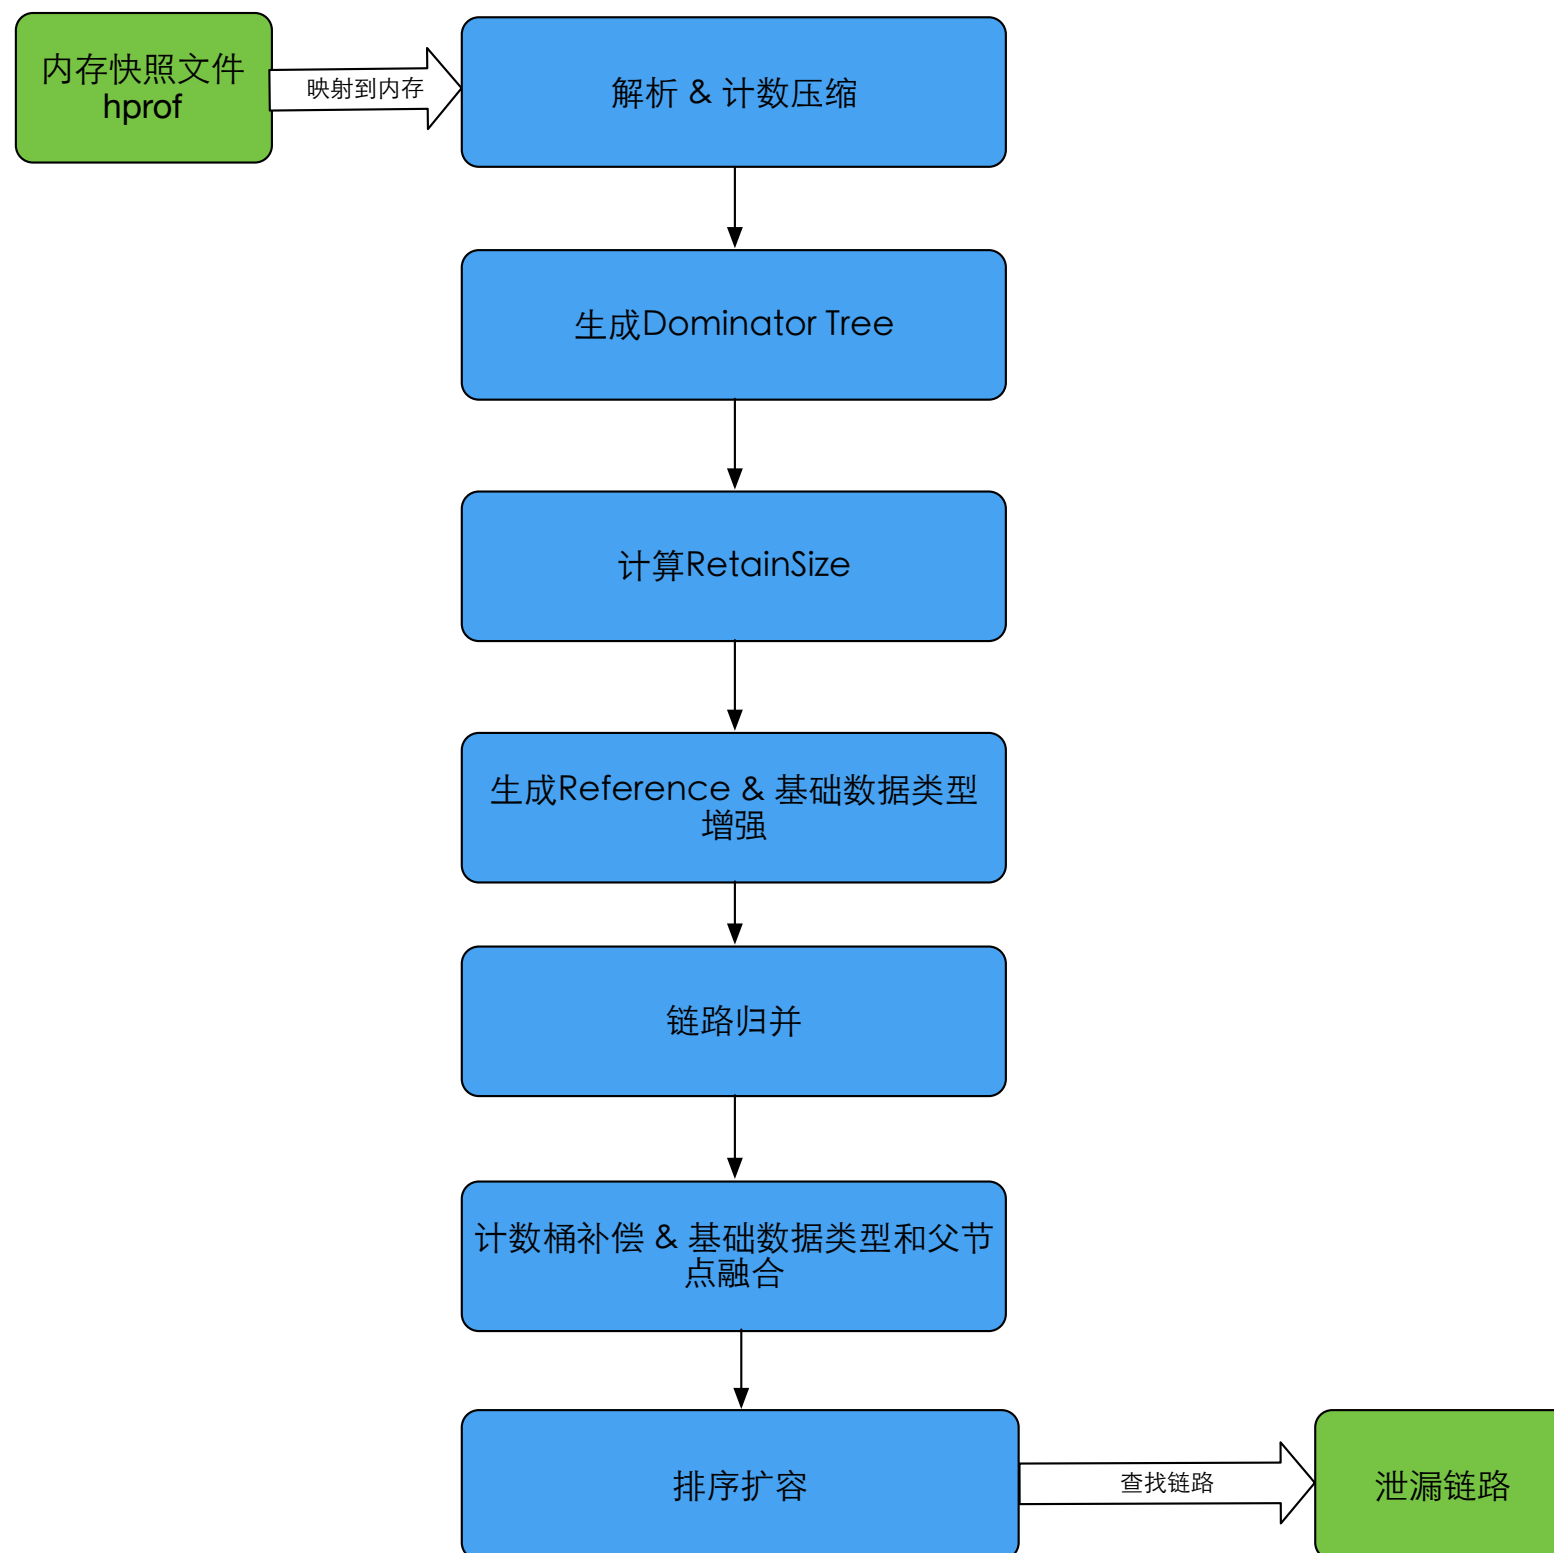 内存快照文件
hprof
映射到内存
解析 & 计数压缩
生成Dominator Tree
计算RetainSize
生成Reference & 基础数据类型
增强
链路归并
计数桶补偿 & 基础数据类型和父节
点融合
排序扩容
查找链路
泄漏链路